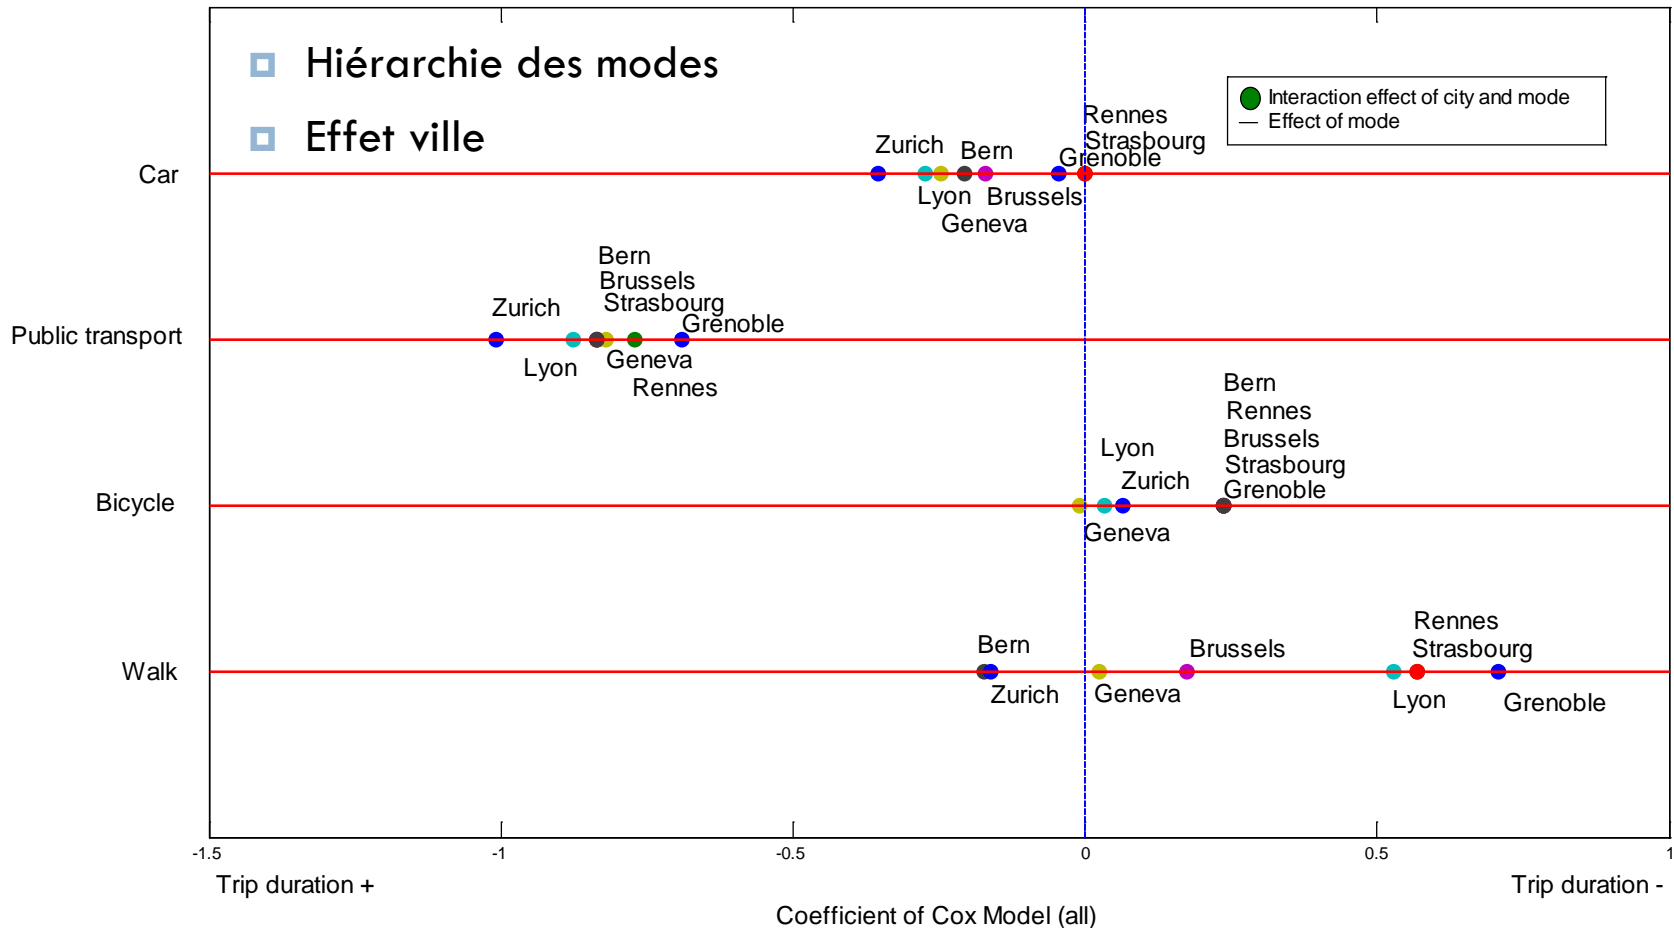 Hiérarchie des modes
Effet ville
Interaction effect of city and mode
Effect of mode
Car
Zurich
Bern
Rennes
Strasbourg
Grenoble
Lyon
Brussels
Geneva
Public transport
Bern
Brussels
Strasbourg
Zurich
Grenoble
Lyon
Geneva
Rennes
Bicycle
Bern
Rennes
Brussels
Strasbourg
Grenoble
Lyon
Zurich
Geneva
Walk
Bern
Zurich
Geneva
Brussels
Rennes
Strasbourg
Lyon
Grenoble
-1.5 -1 -0.5 0 0.5 1
Trip duration + Trip duration -
Coefficient of Cox Model (all)